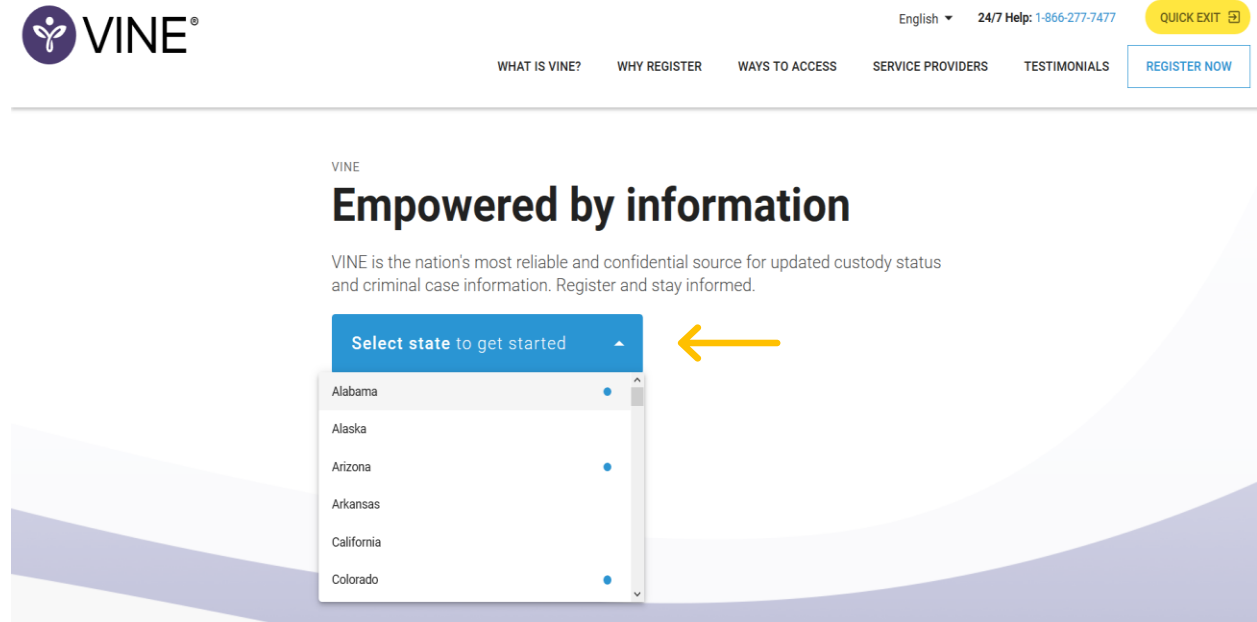 VINE®
English
24/7 Help: 1-866-277-7477
QUICK EXIT
WHAT IS VINE?
WHY REGISTER
WAYS TO ACCESS
SERVICE PROVIDERS
TESTIMONIALS
REGISTER NOW
VINE
Empowered by information
VINE is the nation's most reliable and confidential source for updated custody status
and criminal case information. Register and stay informed.
Select state to get started
Alabama
Alaska
Arizona
Arkansas
California
Colorado